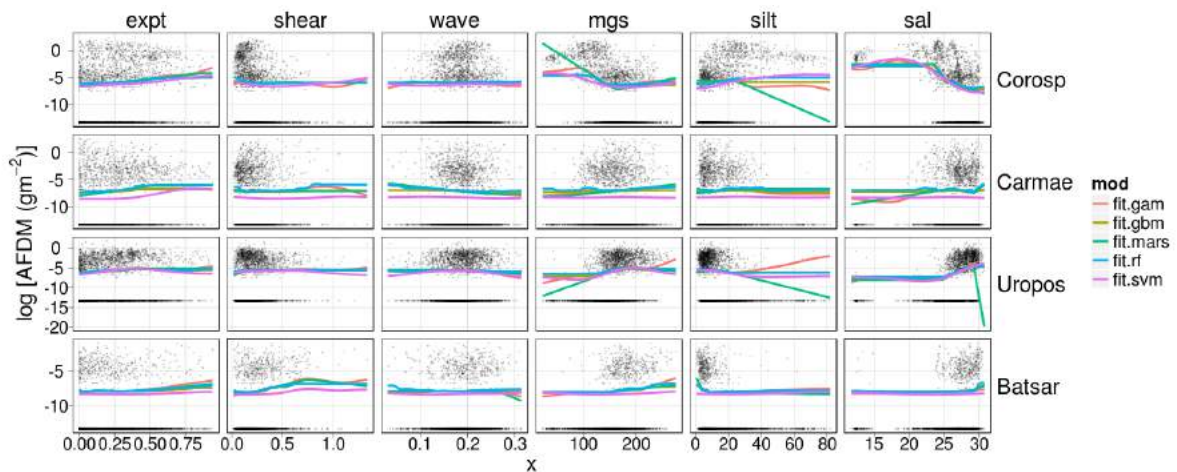 expt shear wave mgs silt sal
log [AFDM (gm⁻²)]
0
-5
-10
Corosp
0
-5
-10
Carmae
0
-5
-10
-15
-20
Uropos
-5
-10
Batsar
0.00 0.25 0.50 0.75 0.0 0.5 1.0 0.1 0.2 0.3 100 200 0 20 40 60 80 15 20 25 30
x
mod
fit.gam
fit.gbm
fit.mars
fit.rf
fit.svm